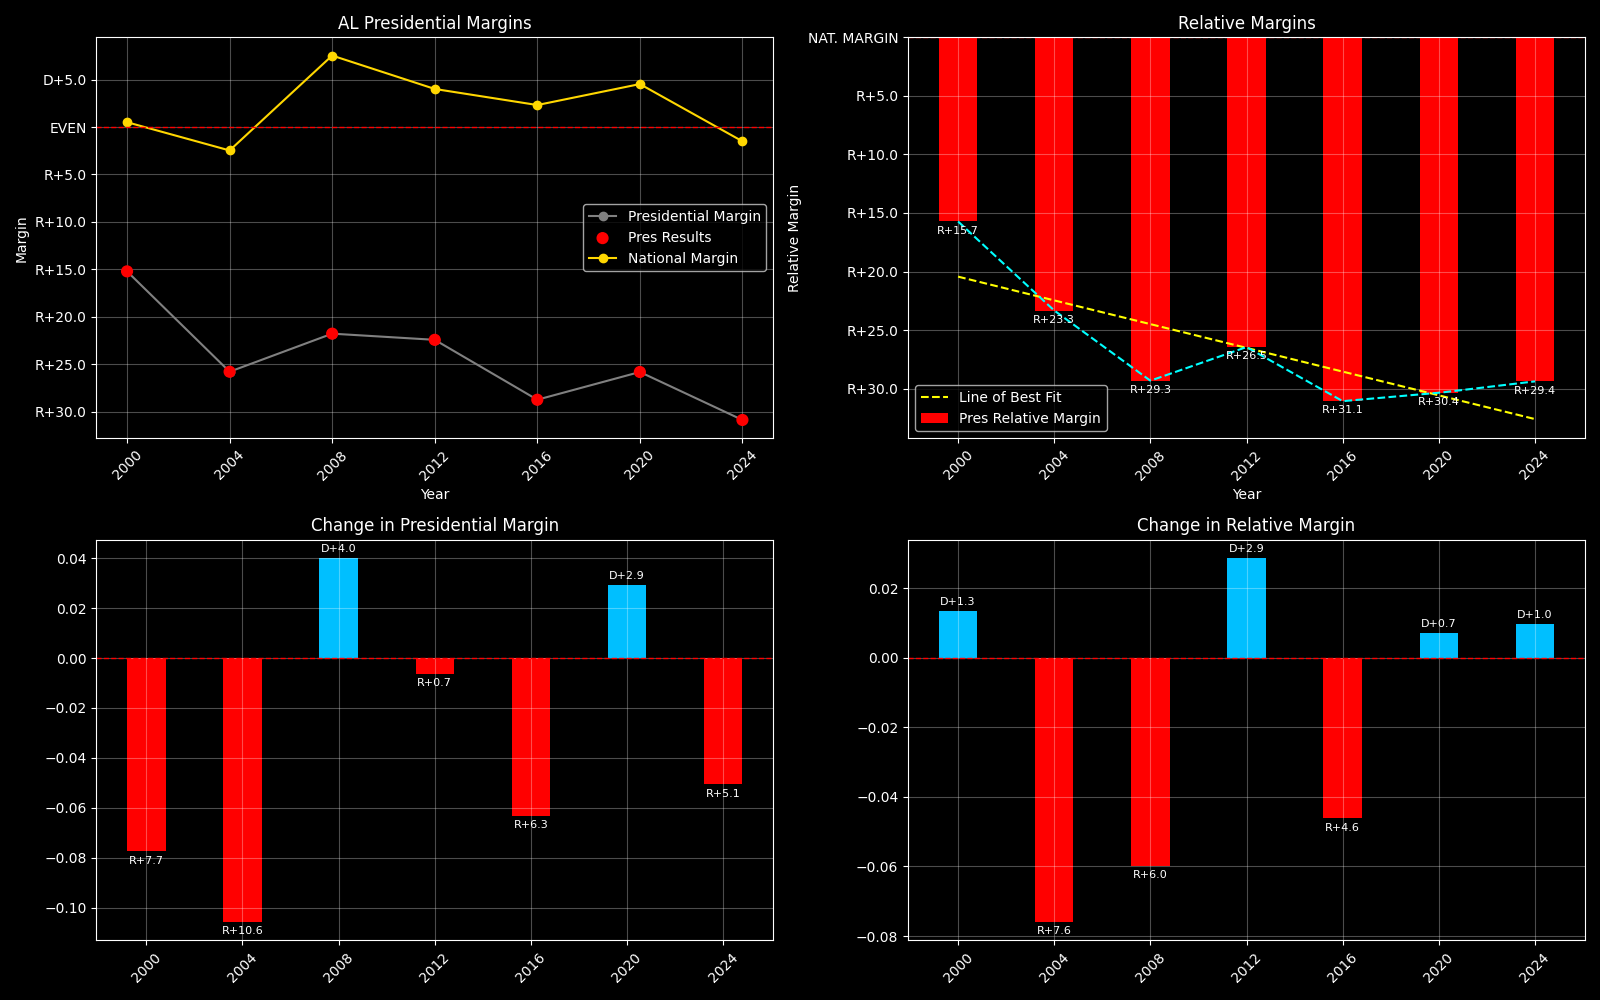 AL Presidential Margins
D+5.0
EVEN
R+5.0
R+10.0
R+15.0
R+20.0
R+25.0
R+30.0
Margin
Presidential Margin
Pres Results
National Margin
2000
2004
2008
2012
2016
2020
2024
Year
Relative Margins
NAT. MARGIN
R+5.0
R+10.0
R+15.0
R+20.0
R+25.0
R+30.0
Relative Margin
R+15.7
R+23.3
R+29.3
R+26.5
R+31.1
R+30.4
R+29.4
Line of Best Fit
Pres Relative Margin
2000
2004
2008
2012
2016
2020
2024
Year
Change in Presidential Margin
0.04
0.02
0.00
−0.02
−0.04
−0.06
−0.08
−0.10
R+7.7
R+10.6
D+4.0
R+0.7
R+6.3
D+2.9
R+5.1
2000
2004
2008
2012
2016
2020
2024
Change in Relative Margin
0.02
0.00
−0.02
−0.04
−0.06
−0.08
D+1.3
R+7.6
R+6.0
D+2.9
R+4.6
D+0.7
D+1.0
2000
2004
2008
2012
2016
2020
2024